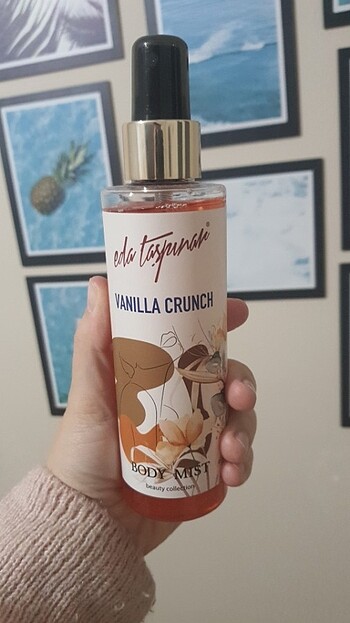 eda taşpınar®
VANILLA CRUNCH
BODY MIST
beauty collection